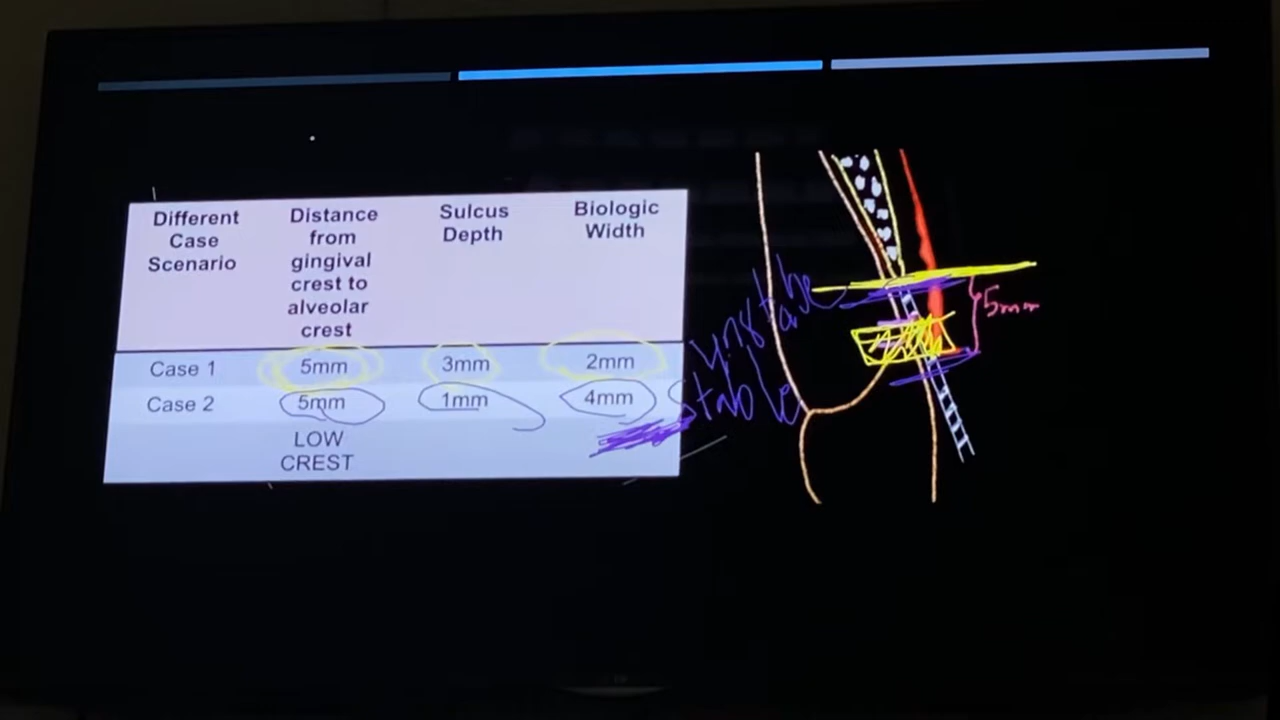 Different Case Scenario
Distance from gingival crest to alveolar crest
Sulcus Depth
Biologic Width
Case 1 5mm 3mm 2mm
Case 2 5mm 1mm 4mm
LOW CREST
Unstable
Stable
5mm